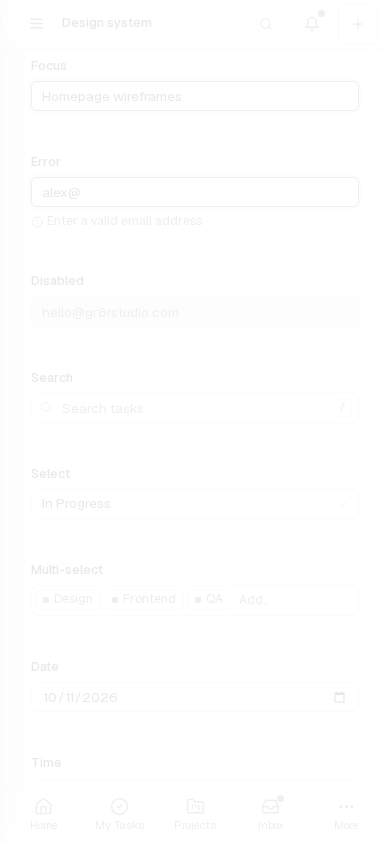 Design system
Focus
Homepage wireframes
Error
alex@
Enter a valid email address
Disabled
hello@gr8rstudio.com
Search
Search tasks /
Select
In Progress
Multi-select
Design Frontend QA Add...
Date
10/11/2026
Time
Home My Tasks Projects Inbox More